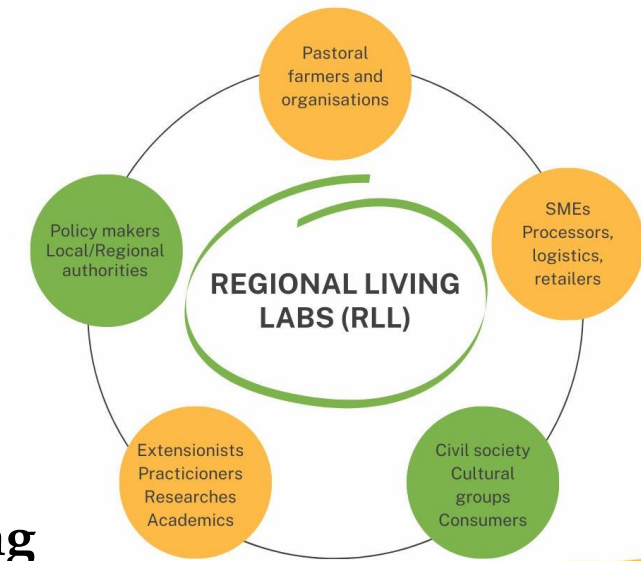 Pastoral
farmers and
organisations
Policy makers
Local/Regional
authorities
SMEs
Processors,
logistics,
retailers
REGIONAL LIVING
LABS (RLL)
Extensionists
Practicioners
Researches
Academics
Civil society
Cultural
groups
Consumers